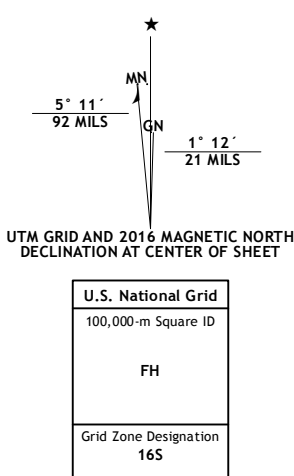 ★
MN
5° 11´
92 MILS
GN
1° 12´
21 MILS
UTM GRID AND 2016 MAGNETIC NORTH
DECLINATION AT CENTER OF SHEET
U.S. National Grid
100,000-m Square ID
FH
Grid Zone Designation
16S